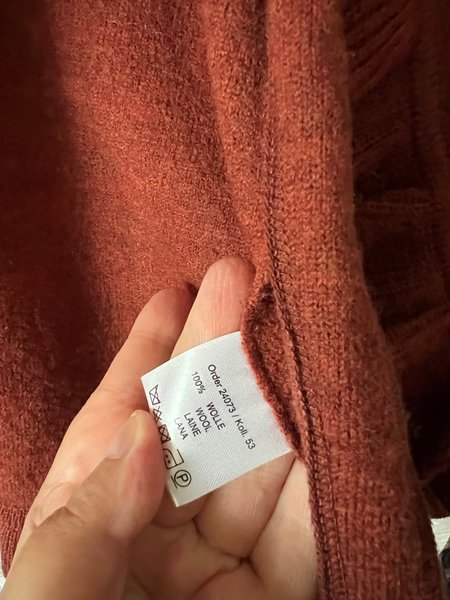 Order 24073 / Koll. 53
100% WOLLE
WOOL
LAINE
LANA
P